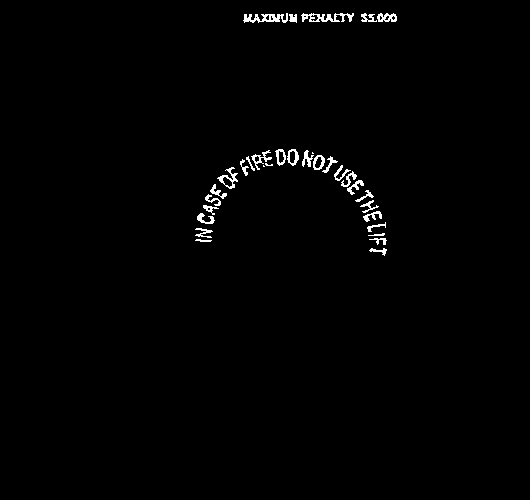 MAXIMUM PENALTY $5,000
IN CASE OF FIRE DO NOT USE THE LIFT